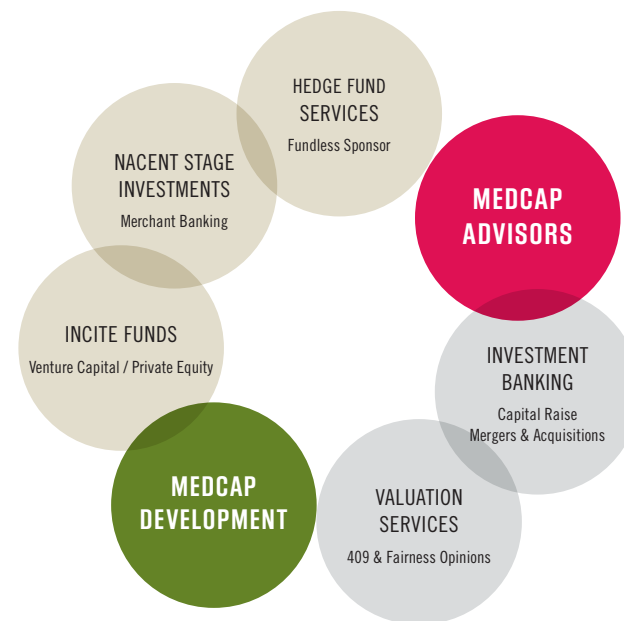 HEDGE FUND
SERVICES
Fundless Sponsor
NACENT STAGE
INVESTMENTS
Merchant Banking
MEDCAP
ADVISORS
INCITE FUNDS
Venture Capital / Private Equity
INVESTMENT
BANKING
Capital Raise
Mergers & Acquisitions
MEDCAP
DEVELOPMENT
VALUATION
SERVICES
409 & Fairness Opinions